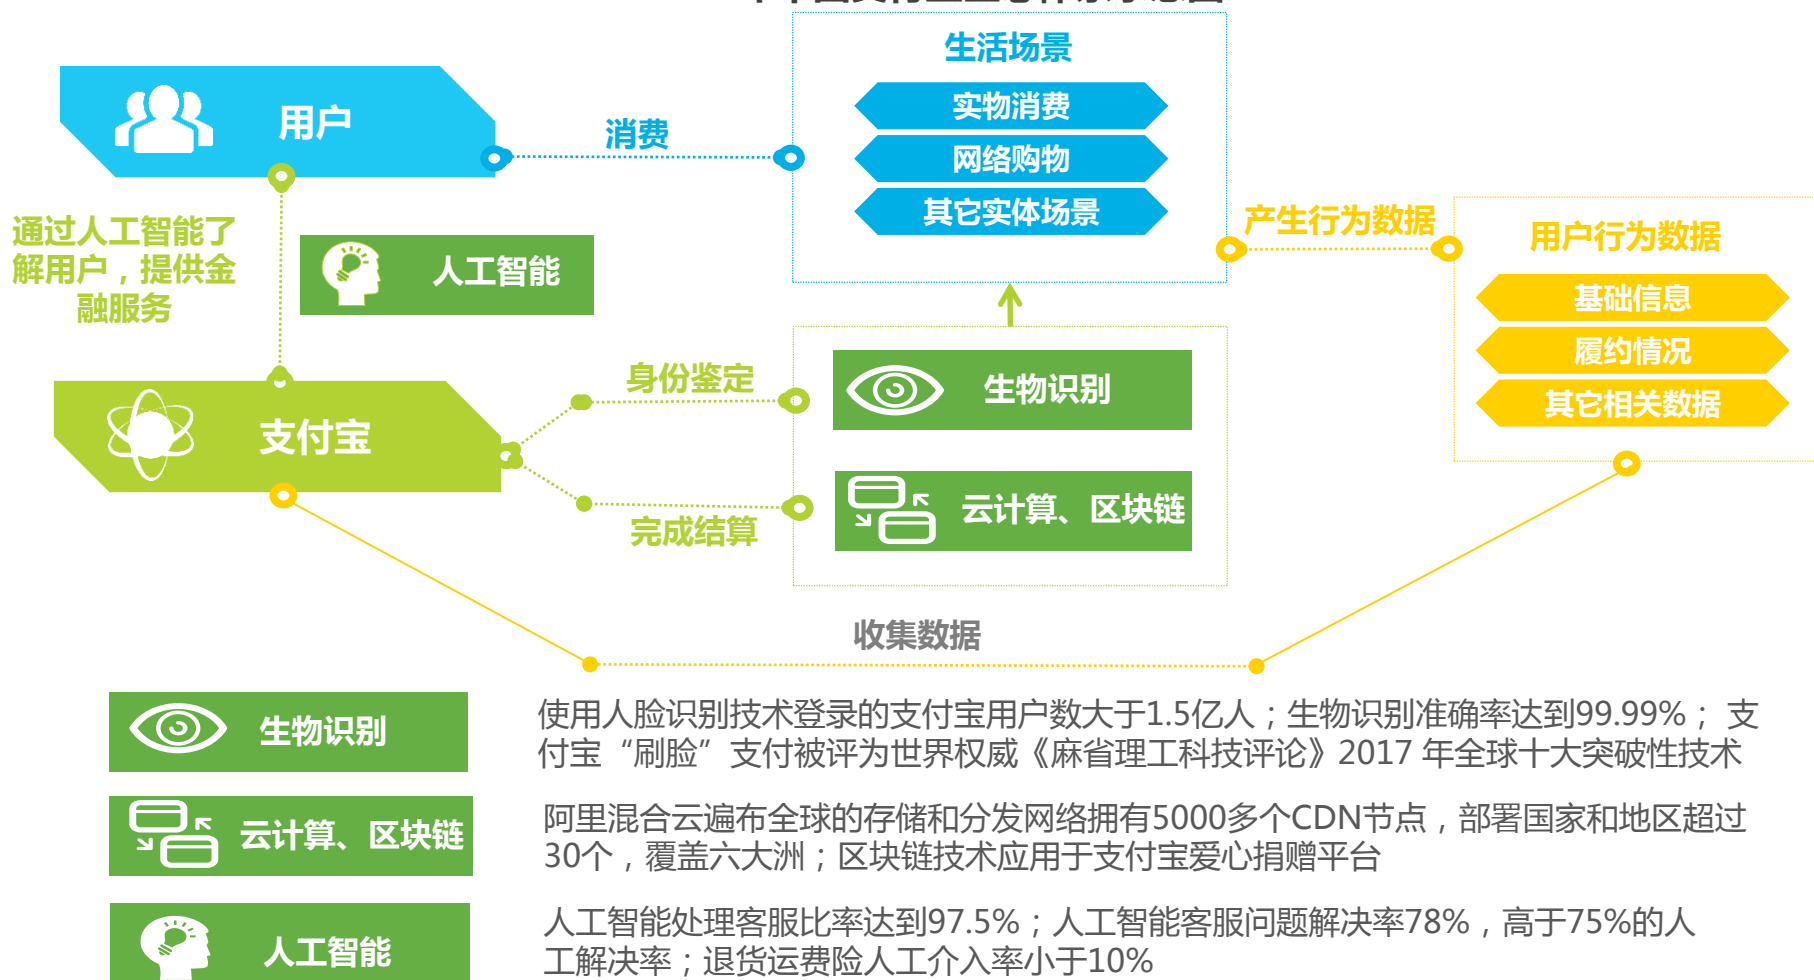 生活场景
实物消费
网络购物
其它实体场景
用户
消费
产生行为数据
用户行为数据
基础信息
履约情况
其它相关数据
通过人工智能了
解用户，提供金
融服务
人工智能
支付宝
身份鉴定
完成结算
生物识别
云计算、区块链
收集数据
生物识别
使用人脸识别技术登录的支付宝用户数大于1.5亿人；生物识别准确率达到99.99%； 支
付宝“刷脸”支付被评为世界权威《麻省理工科技评论》2017 年全球十大突破性技术
云计算、区块链
阿里混合云遍布全球的存储和分发网络拥有5000多个CDN节点，部署国家和地区超过
30个，覆盖六大洲；区块链技术应用于支付宝爱心捐赠平台
人工智能
人工智能处理客服比率达到97.5%；人工智能客服问题解决率78%，高于75%的人
工解决率；退货运费险人工介入率小于10%